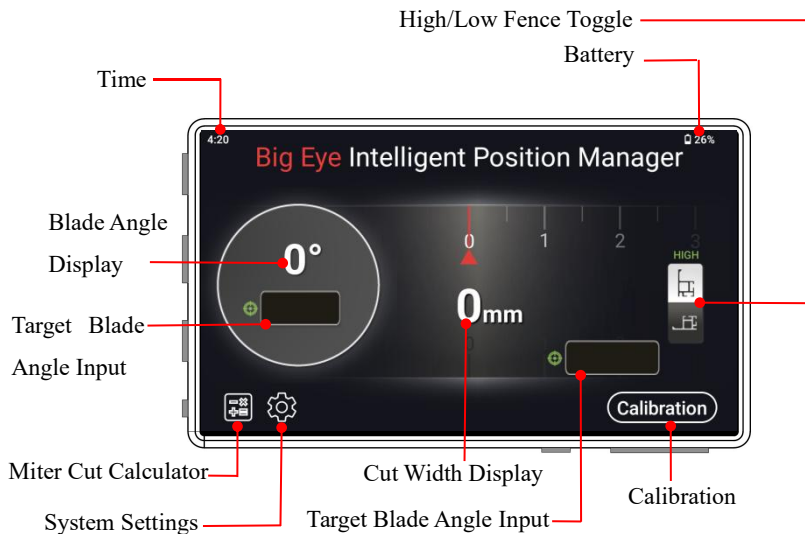 High/Low Fence Toggle
Battery
Time
4:20
26%
Big Eye Intelligent Position Manager
Blade Angle
Display
0°
0 1 2 3
HIGH
0mm
0
Target Blade
Angle Input
Calibration
Miter Cut Calculator
Cut Width Display
Calibration
System Settings
Target Blade Angle Input